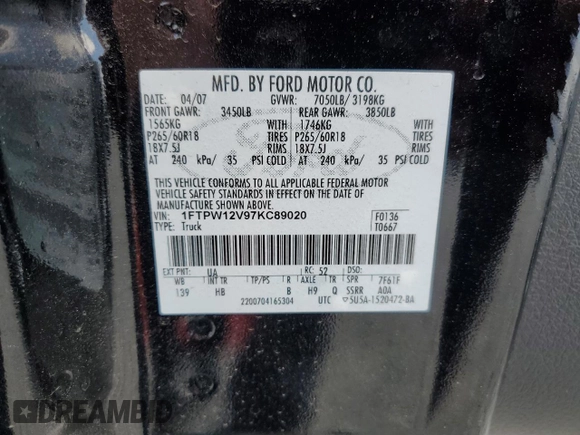 MFD. BY FORD MOTOR CO.
DATE: 04/07 GVWR: 7050LB/ 3198KG
FRONT GAWR: 3450LB REAR GAWR: 3850LB
1565KG WITH 1746KG WITH
P265/60R18 TIRES P265/60R18 TIRES
18X7.5J RIMS 18X7.5J RIMS
AT 240 kPa/ 35 PSI COLD AT 240 kPa/ 35 PSI COLD
THIS VEHICLE CONFORMS TO ALL APPLICABLE FEDERAL MOTOR
VEHICLE SAFETY STANDARDS IN EFFECT ON THE DATE OF
MANUFACTURE SHOWN ABOVE.
VIN: 1FTPW12V97KC89020 F0136
TYPE: Truck T0667
EXT PNT: UA RC: 52 DSO:
WB INT TR TP/PS R AXLE TR SPR 7F61F
139 HB B H9 Q SSRR A0A
2200704165304 UTC 5U5A-1520472-BA
DREAMBID